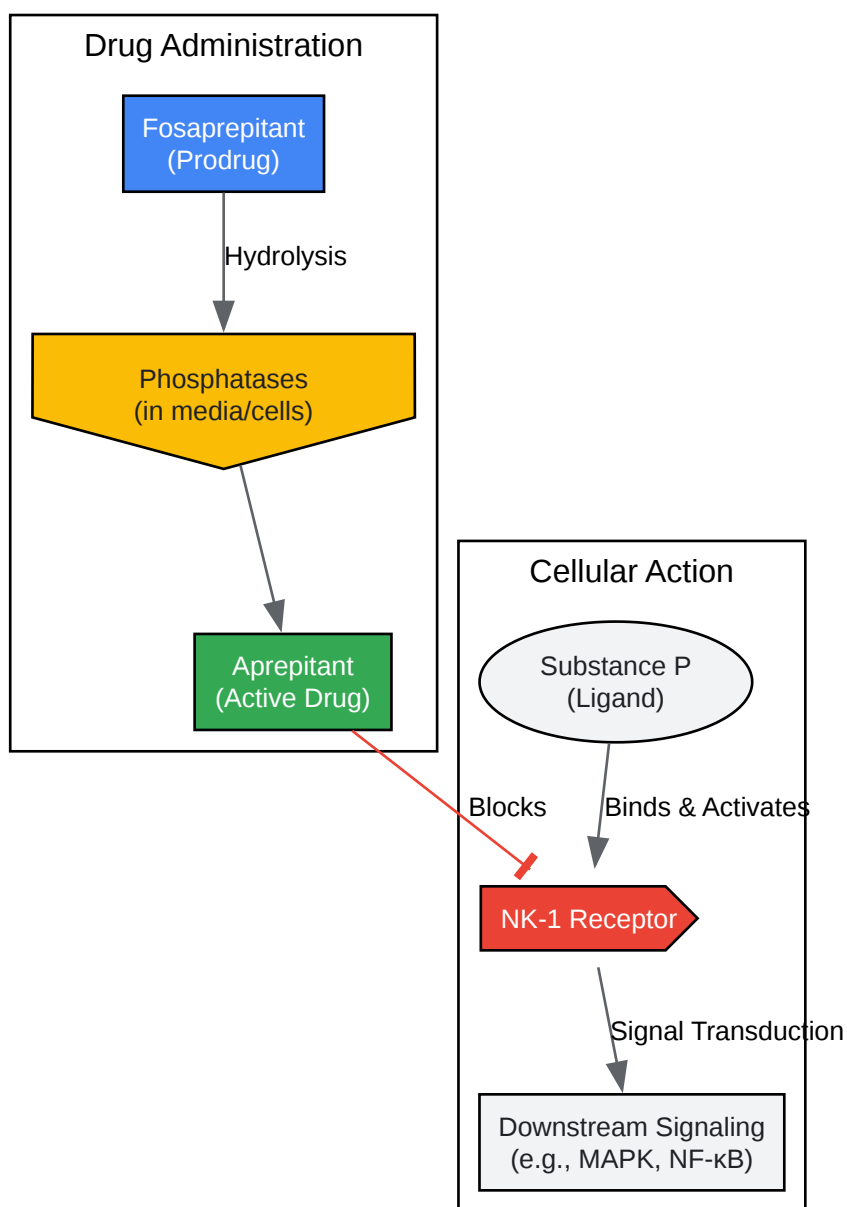 Drug Administration
Fosaprepitant
(Prodrug)
Hydrolysis
Phosphatases
(in media/cells)
Aprepitant
(Active Drug)
Blocks
Cellular Action
Substance P
(Ligand)
Binds & Activates
NK-1 Receptor
Signal Transduction
Downstream Signaling
(e.g., MAPK, NF-κB)